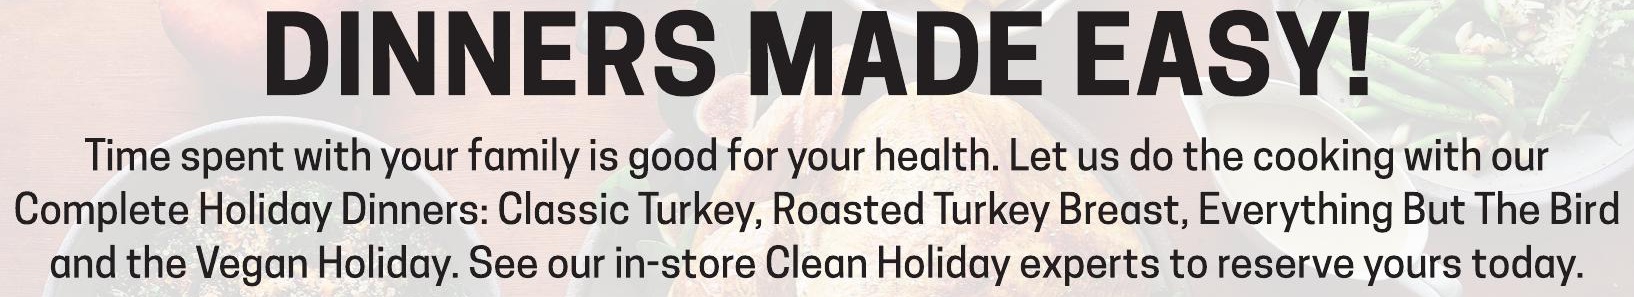 DINNERS MADE EASY!
Time spent with your family is good for your health. Let us do the cooking with our
Complete Holiday Dinners: Classic Turkey, Roasted Turkey Breast, Everything But The Bird
and the Vegan Holiday. See our in-store Clean Holiday experts to reserve yours today.